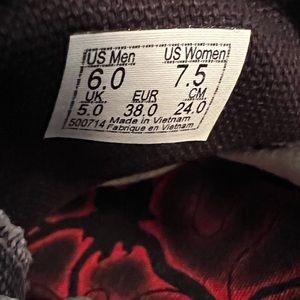 US Men US Women
6.0 7.5
UK EUR CM
5.0 38.0 24.0
500714 Made in Vietnam
Fabrique en Vietnam